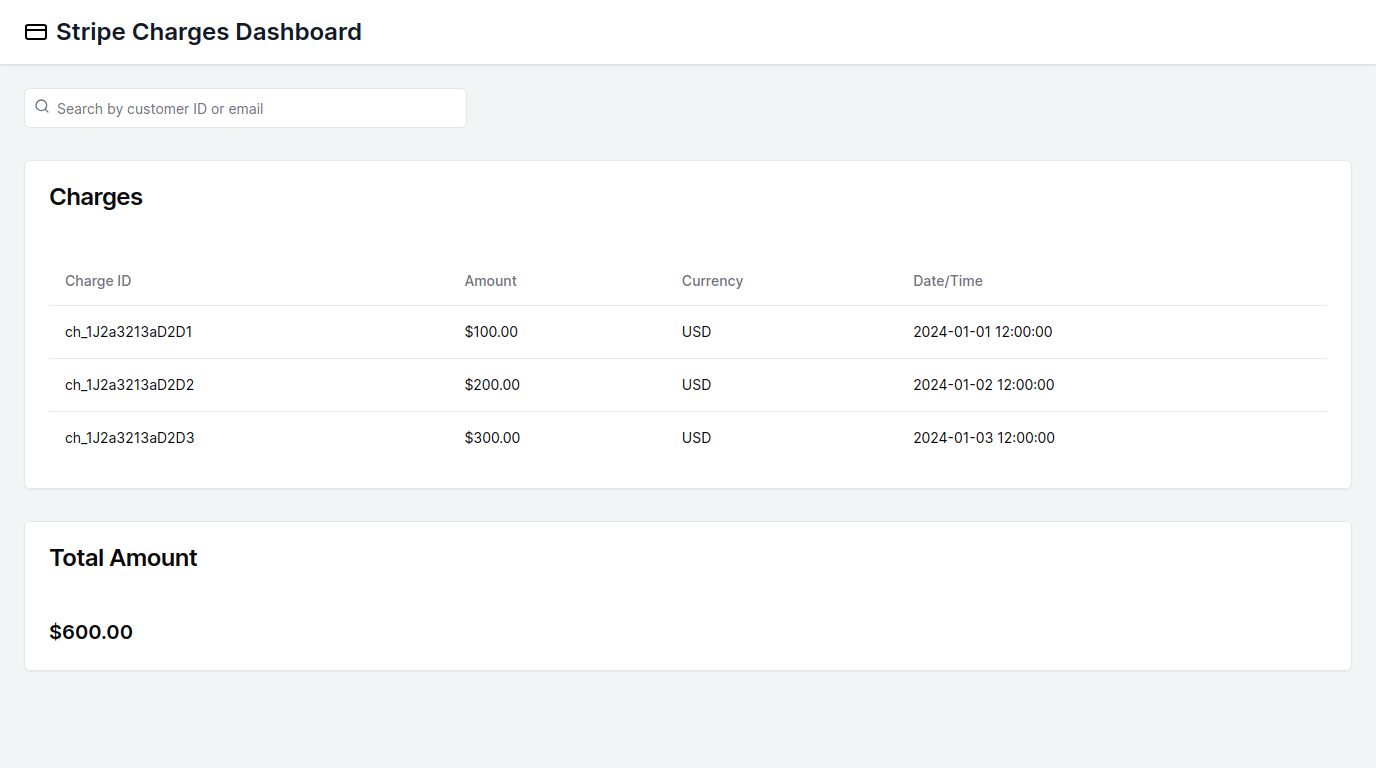 Stripe Charges Dashboard
Search by customer ID or email
Charges
Charge ID Amount Currency Date/Time
ch_1J2a3213aD2D1 $100.00 USD 2024-01-01 12:00:00
ch_1J2a3213aD2D2 $200.00 USD 2024-01-02 12:00:00
ch_1J2a3213aD2D3 $300.00 USD 2024-01-03 12:00:00
Total Amount
$600.00